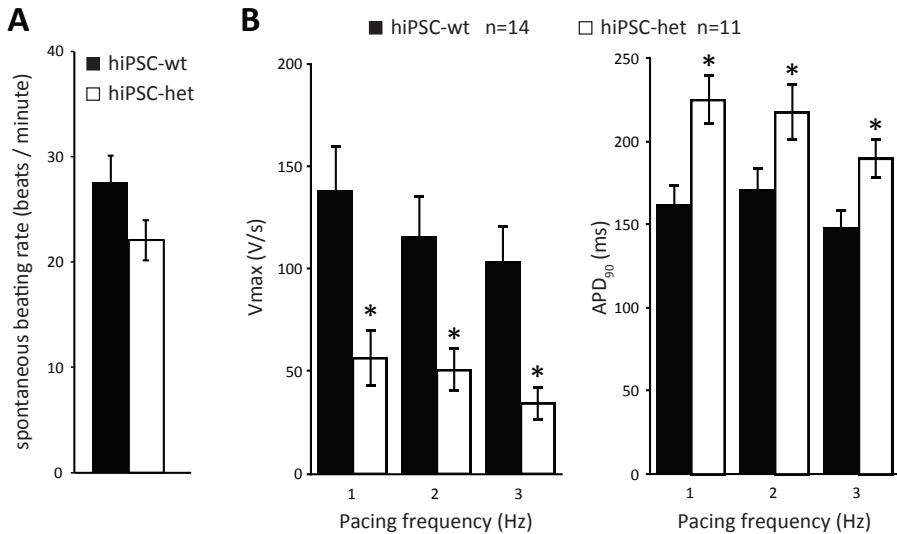 A
hiPSC-wt
hiPSC-het
spontaneous beating rate (beats / minute)
40
30
20
10
0
B
hiPSC-wt n=14
hiPSC-het n=11
Vmax (V/s)
200
150
100
50
0
*
*
*
1 2 3
Pacing frequency (Hz)
APD90 (ms)
250
200
150
100
50
0
*
*
*
1 2 3
Pacing frequency (Hz)